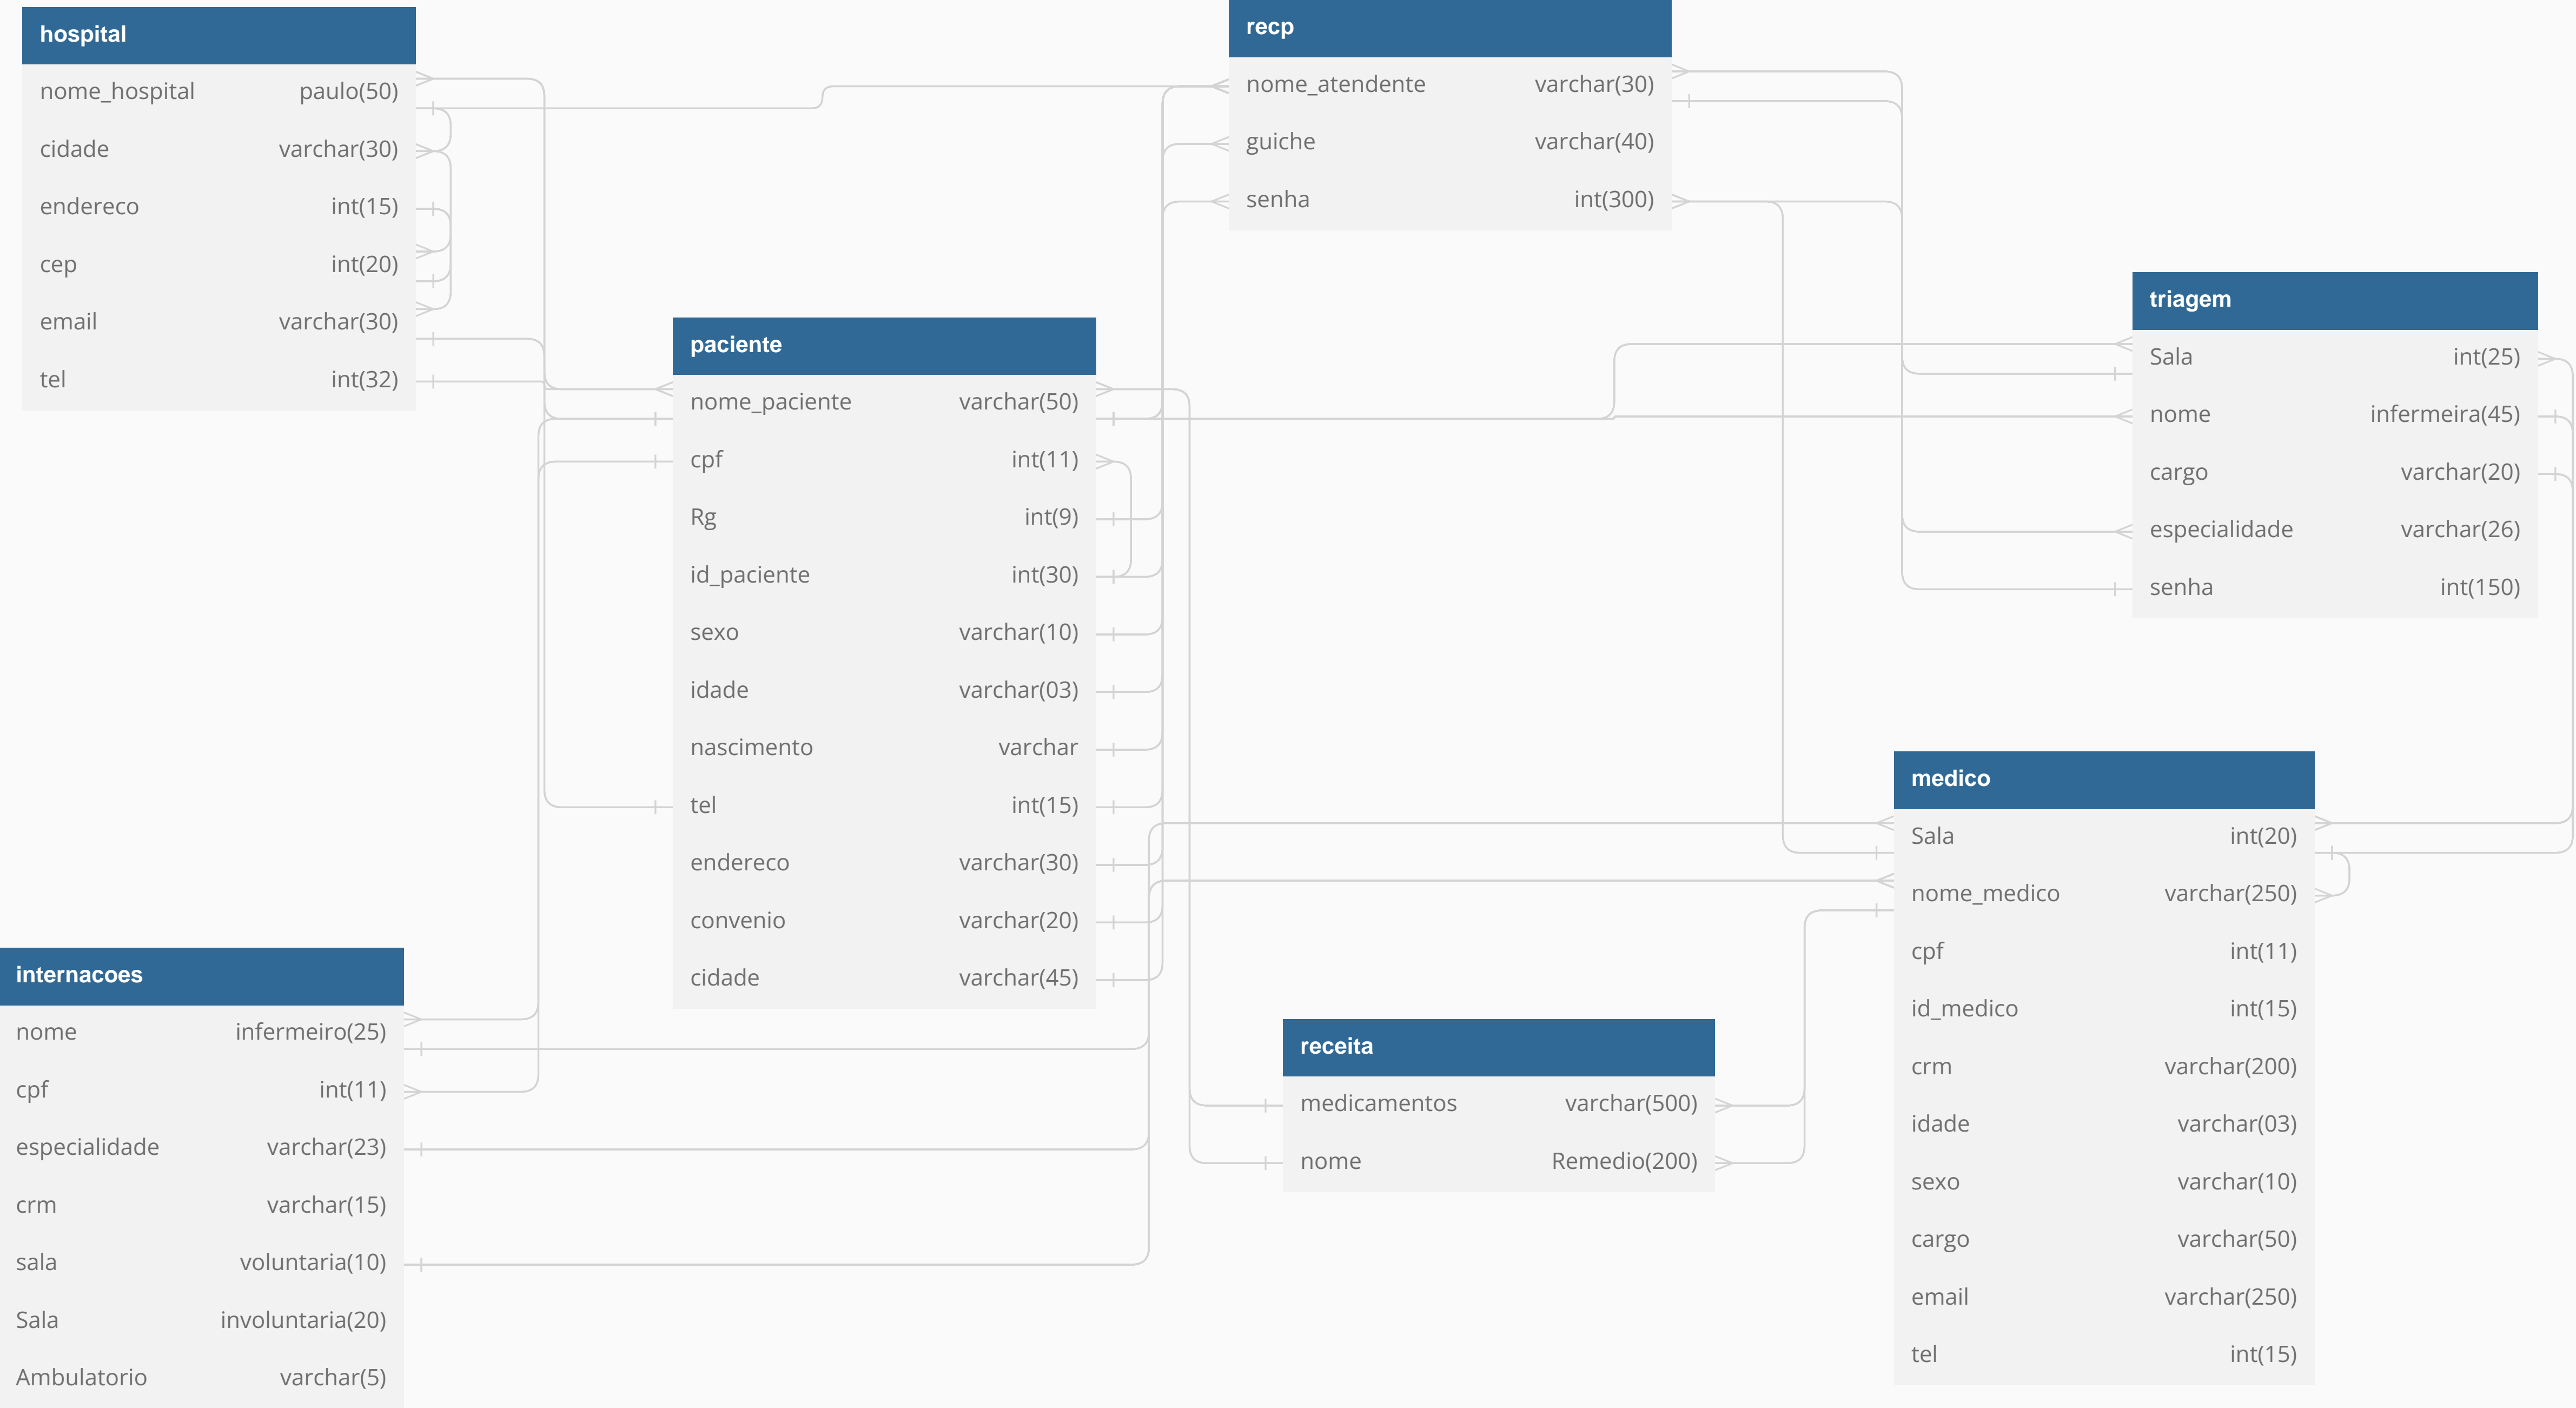 hospital
nome_hospital paulo(50)
cidade varchar(30)
endereco int(15)
cep int(20)
email varchar(30)
tel int(32)
recp
nome_atendente varchar(30)
guiche varchar(40)
senha int(300)
triagem
Sala int(25)
nome infermeira(45)
cargo varchar(20)
especialidade varchar(26)
senha int(150)
paciente
nome_paciente varchar(50)
cpf int(11)
Rg int(9)
id_paciente int(30)
sexo varchar(10)
idade varchar(03)
nascimento varchar
tel int(15)
endereco varchar(30)
convenio varchar(20)
cidade varchar(45)
medico
Sala int(20)
nome_medico varchar(250)
cpf int(11)
id_medico int(15)
crm varchar(200)
idade varchar(03)
sexo varchar(10)
cargo varchar(50)
email varchar(250)
tel int(15)
internacoes
nome infermeiro(25)
cpf int(11)
especialidade varchar(23)
crm varchar(15)
sala voluntaria(10)
Sala involuntaria(20)
Ambulatorio varchar(5)
receita
medicamentos varchar(500)
nome Remedio(200)